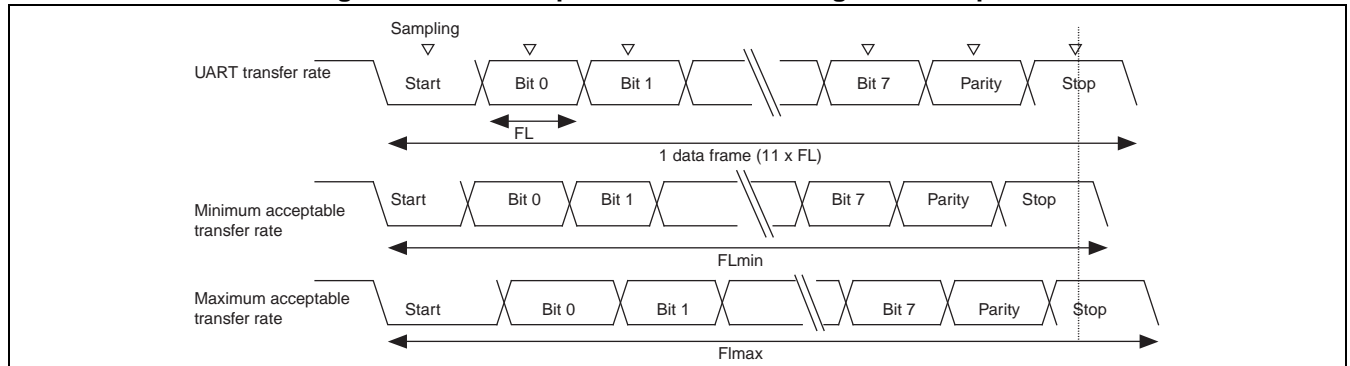 Sampling
UART transfer rate
Start
Bit 0
Bit 1
Bit 7
Parity
Stop
FL
1 data frame (11 x FL)
Minimum acceptable
transfer rate
Start
Bit 0
Bit 1
Bit 7
Parity
Stop
FLmin
Maximum acceptable
transfer rate
Start
Bit 0
Bit 1
Bit 7
Parity
Stop
Flmax